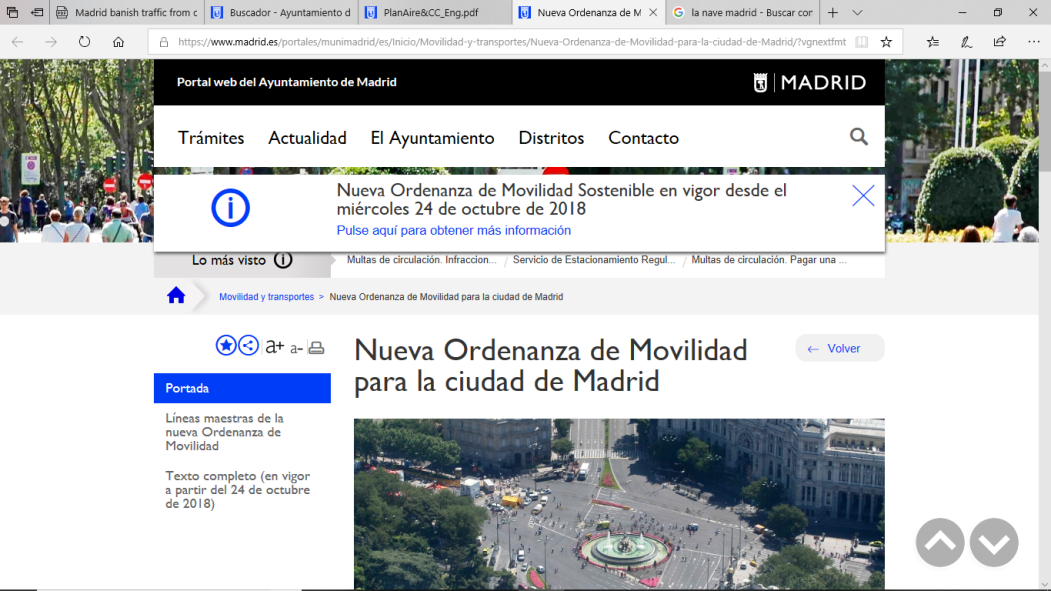 Madrid banish traffic from c
Buscador - Ayuntamiento d
PlanAire&CC_Eng.pdf
Nueva Ordenanza de M
la nave madrid - Buscar con
https://www.madrid.es/portales/munimadrid/es/Inicio/Movilidad-y-transportes/Nueva-Ordenanza-de-Movilidad-para-la-ciudad-de-Madrid/?vgnextfmt
Portal web del Ayuntamiento de Madrid
MADRID
Trámites Actualidad El Ayuntamiento Distritos Contacto
Nueva Ordenanza de Movilidad Sostenible en vigor desde el
miércoles 24 de octubre de 2018
Pulse aquí para obtener más información
Lo más visto
Multas de circulación. Infraccion... / Servicio de Estacionamiento Regul... / Multas de circulación. Pagar una ...
Movilidad y transportes > Nueva Ordenanza de Movilidad para la ciudad de Madrid
a+ a-
Nueva Ordenanza de Movilidad
para la ciudad de Madrid
← Volver
Portada
Líneas maestras de la
nueva Ordenanza de
Movilidad
Texto completo (en vigor
a partir del 24 de octubre
de 2018)